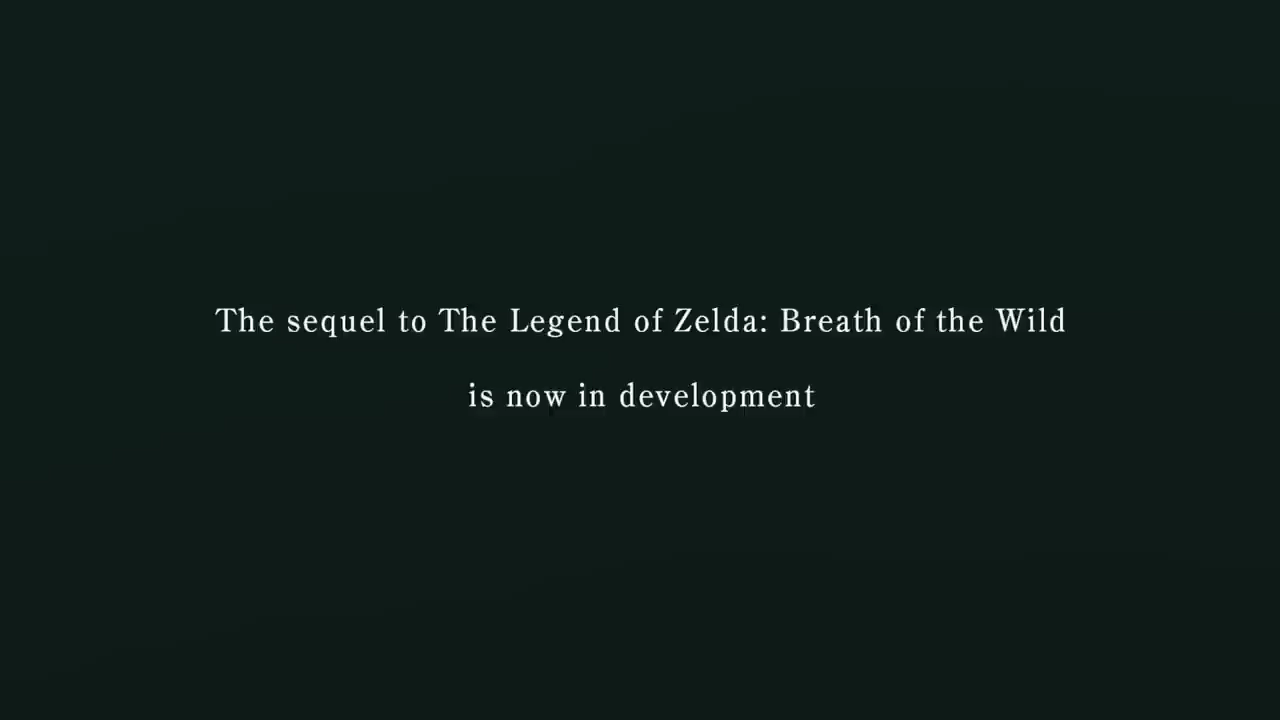 The sequel to The Legend of Zelda: Breath of the Wild
is now in development